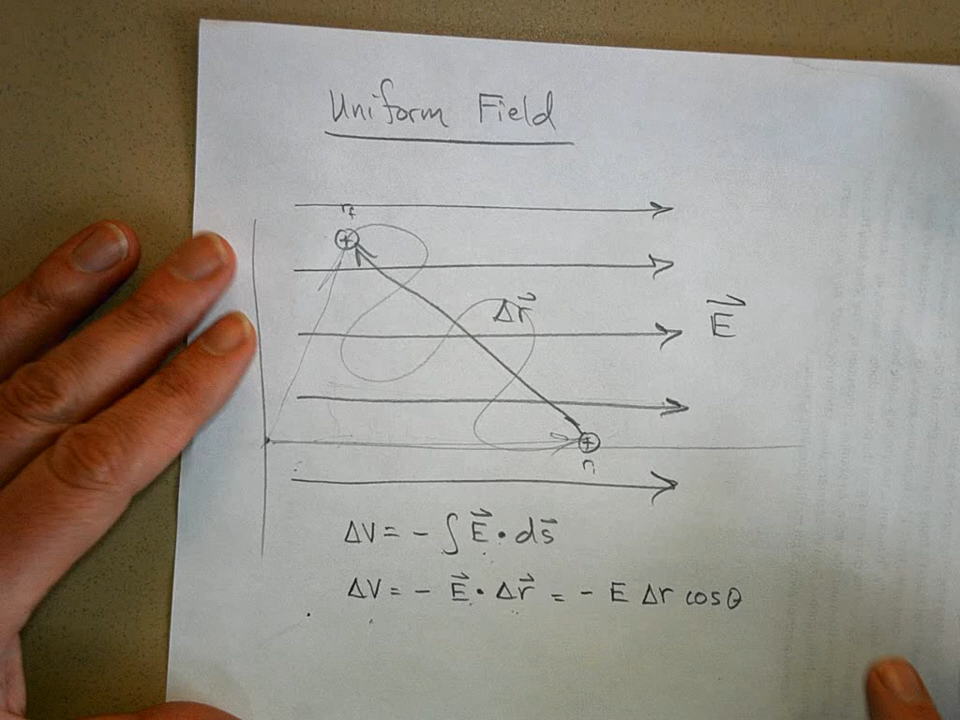 Uniform Field
r_f
Δr⃗
E⃗
r_i
ΔV = - ∫ E⃗ • ds⃗
ΔV = - E⃗ • Δr⃗ = - E Δr cosθ